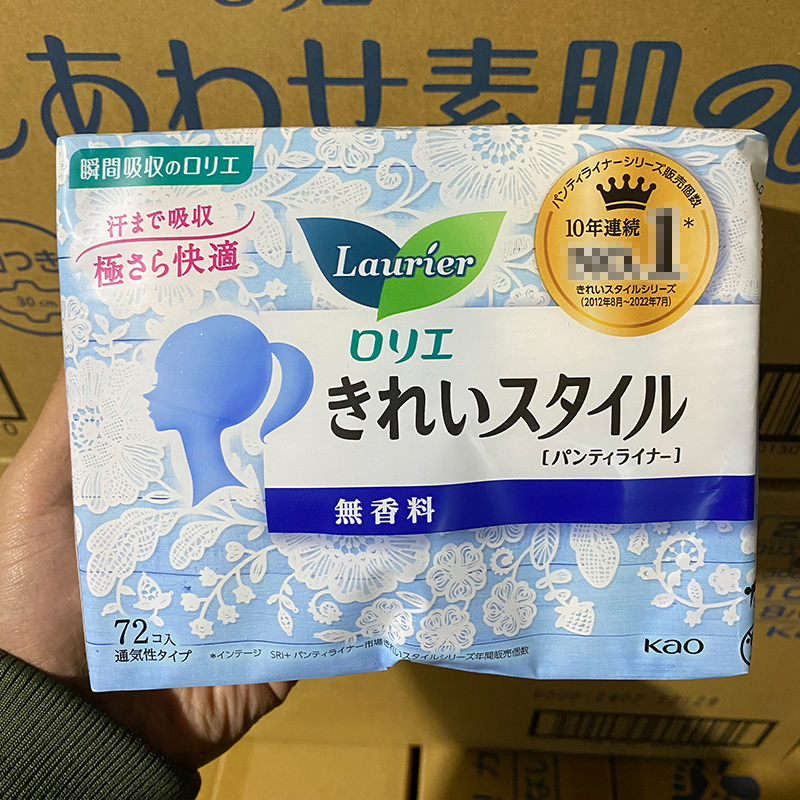 しあわせ素肌
瞬間吸収のロリエ
汗まで吸収
極さら快適
Laurier
ロリエ
きれいスタイル
[パンティライナー]
無香料
パンティライナーシリーズ販売個数
10年連続
NO.1*
きれいスタイルシリーズ
(2012年8月~2022年7月)
72コ入
通気性タイプ
*インテージ SRI+ パンティライナー市場きれいスタイルシリーズ年間販売個数
Kao
つき
30cm